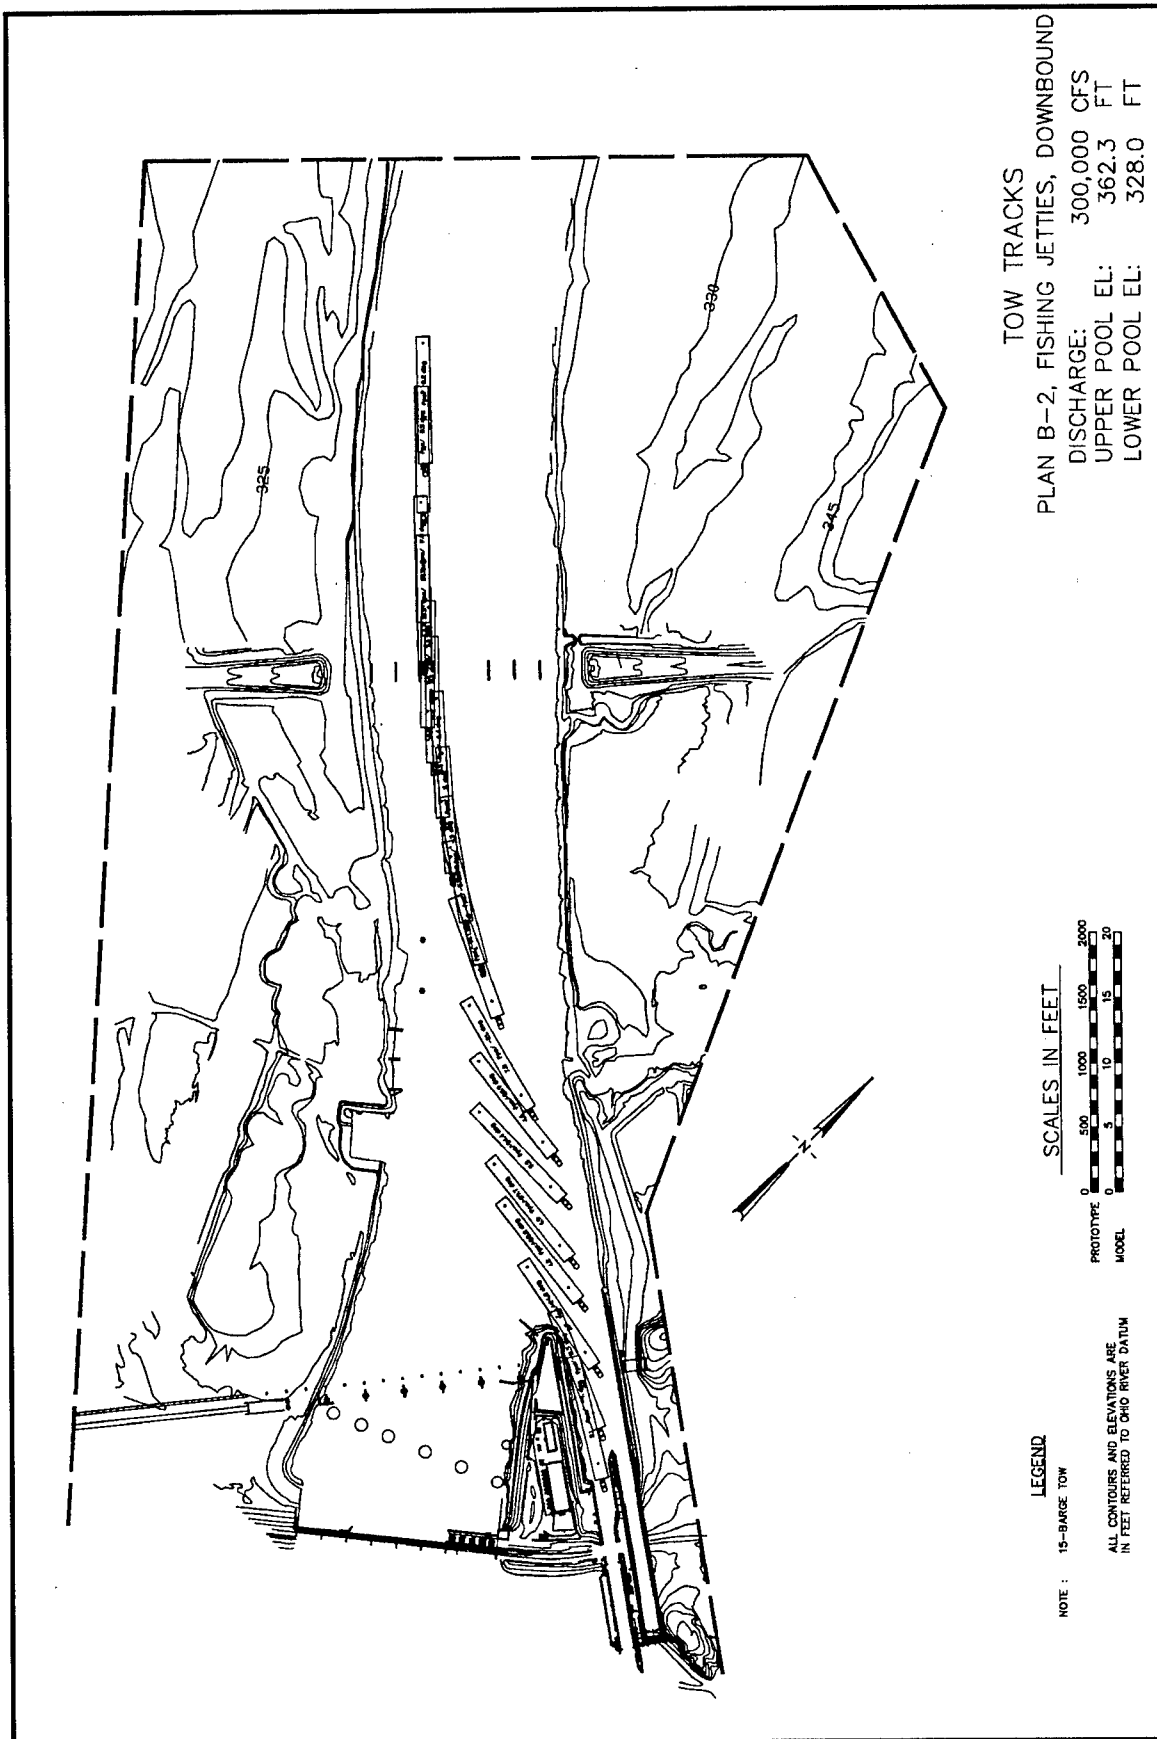 TOW TRACKS
PLAN B-2, FISHING JETTIES, DOWNBOUND
DISCHARGE: 300,000 CFS
UPPER POOL EL: 362.3 FT
LOWER POOL EL: 328.0 FT
325
330
345
N
SCALES IN FEET
PROTOTYPE 0 500 1000 1500 2000
MODEL 0 5 10 15 20
LEGEND
NOTE : 15-BARGE TOW
ALL CONTOURS AND ELEVATIONS ARE
IN FEET REFERRED TO OHIO RIVER DATUM